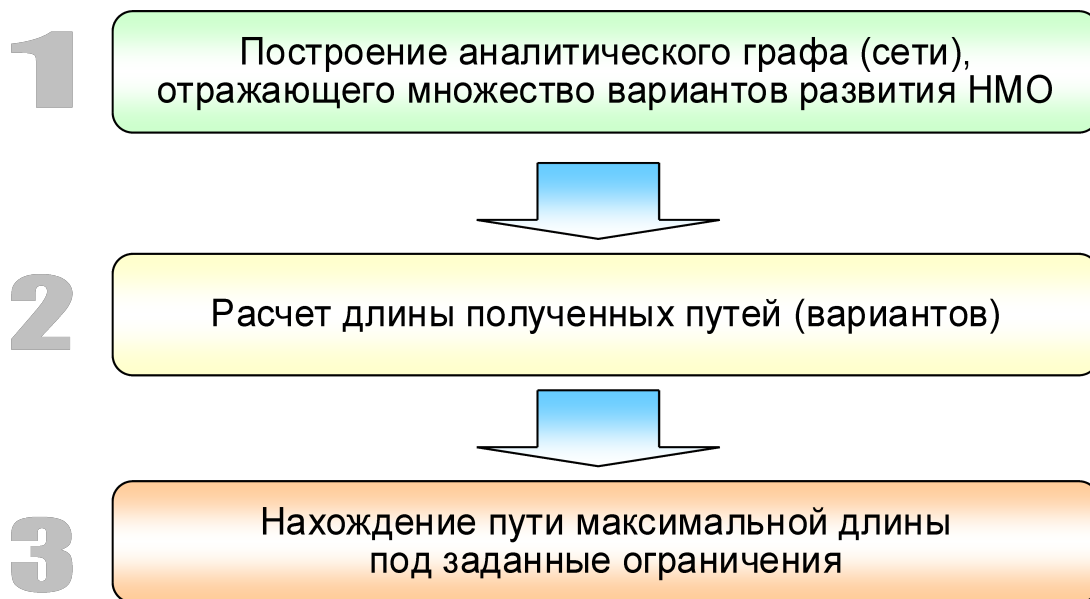 1
Построение аналитического графа (сети),
отражающего множество вариантов развития НМО
2
Расчет длины полученных путей (вариантов)
3
Нахождение пути максимальной длины
под заданные ограничения